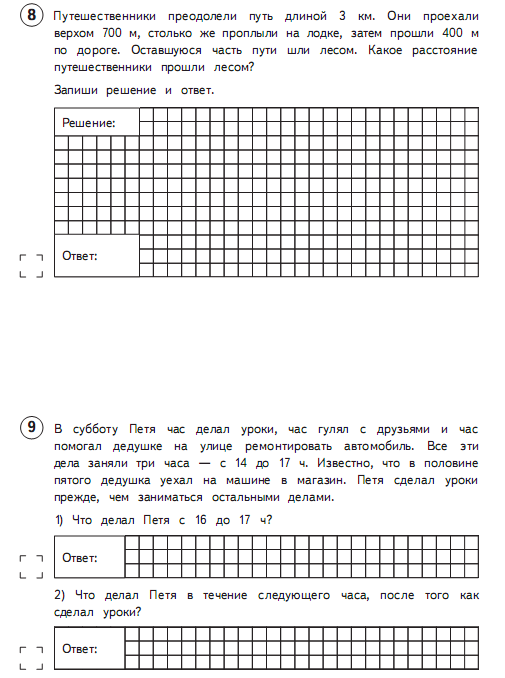 8 Путешественники преодолели путь длиной 3 км. Они проехали
верхом 700 м, столько же проплыли на лодке, затем прошли 400 м
по дороге. Оставшуюся часть пути шли лесом. Какое расстояние
путешественники прошли лесом?
Запиши решение и ответ.
Решение:
Ответ:
9 В субботу Петя час делал уроки, час гулял с друзьями и час
помогал дедушке на улице ремонтировать автомобиль. Все эти
дела заняли три часа — с 14 до 17 ч. Известно, что в половине
пятого дедушка уехал на машине в магазин. Петя сделал уроки
прежде, чем заниматься остальными делами.
1) Что делал Петя с 16 до 17 ч?
Ответ:
2) Что делал Петя в течение следующего часа, после того как
сделал уроки?
Ответ: